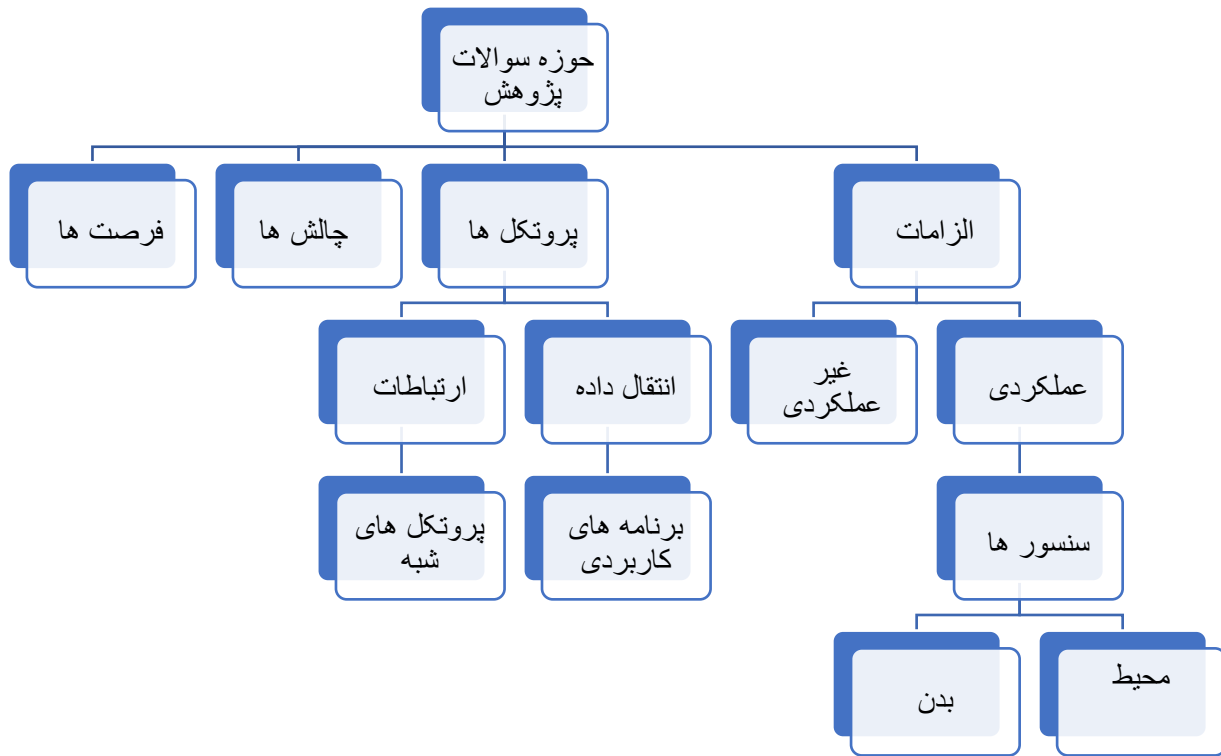 حوزه سوالات
پژوهش
الزامات
پروتکل ها
چالش ها
فرصت ها
عملکردی
غیر
عملکردی
انتقال داده
ارتباطات
سنسور ها
برنامه های
کاربردی
پروتکل های
شبه
محیط
بدن